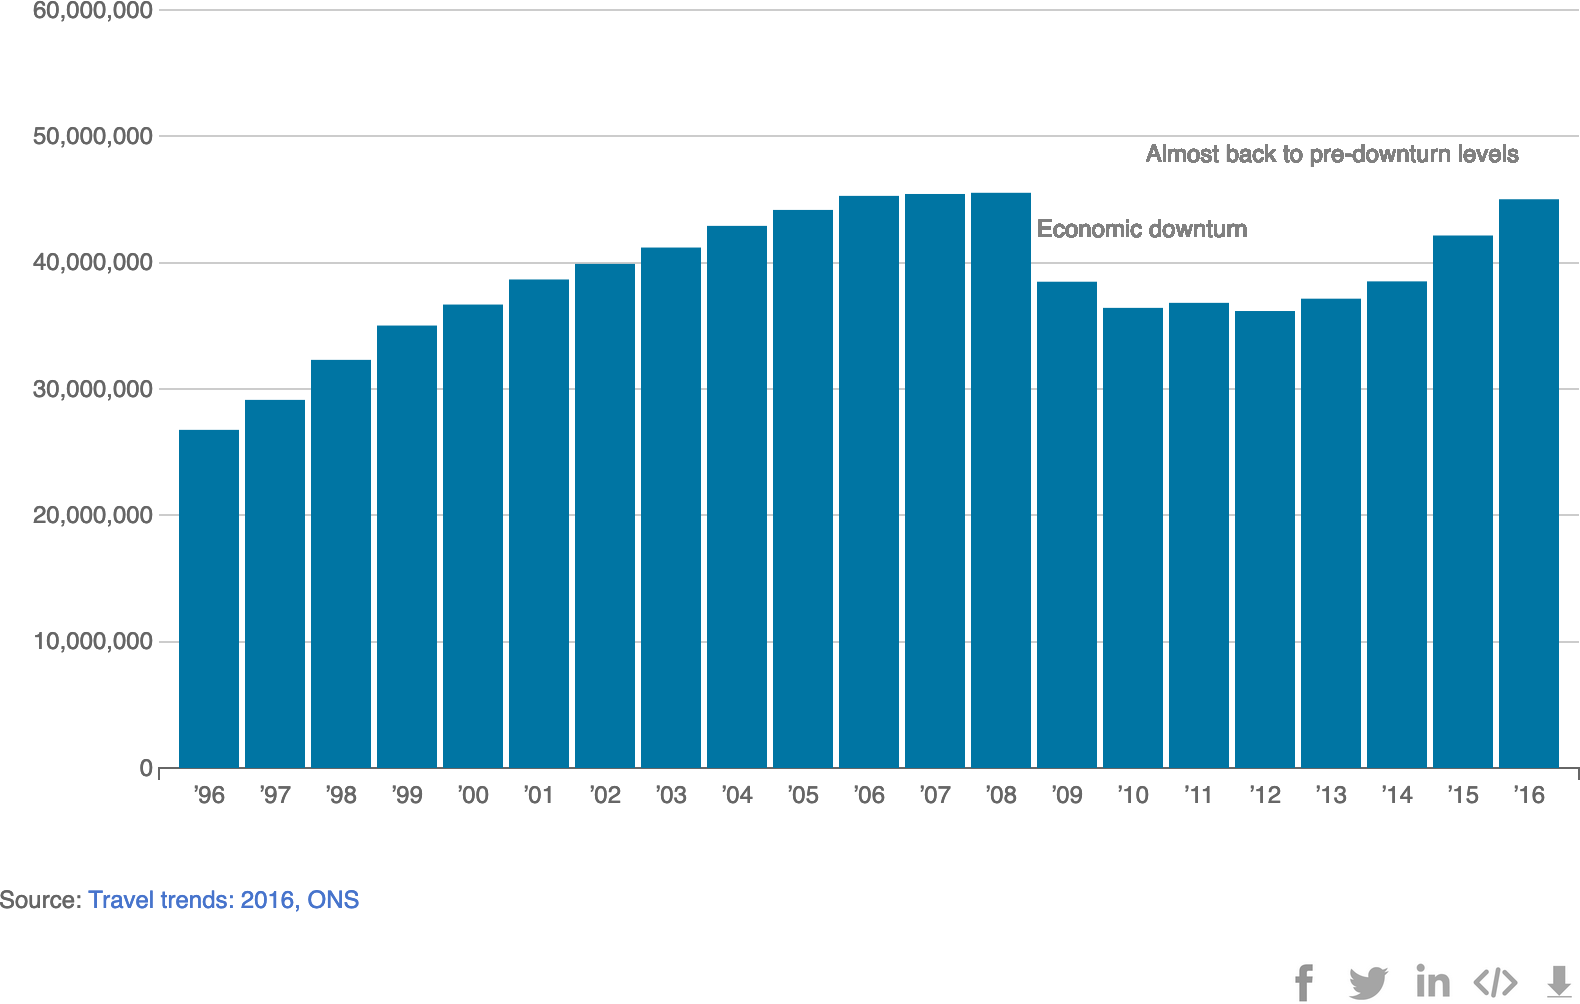 60,000,000
50,000,000
Almost back to pre-downturn levels
Economic downturn
40,000,000
30,000,000
20,000,000
10,000,000
0
’96 ’97 ’98 ’99 ’00 ’01 ’02 ’03 ’04 ’05 ’06 ’07 ’08 ’09 ’10 ’11 ’12 ’13 ’14 ’15 ’16
Source: Travel trends: 2016, ONS